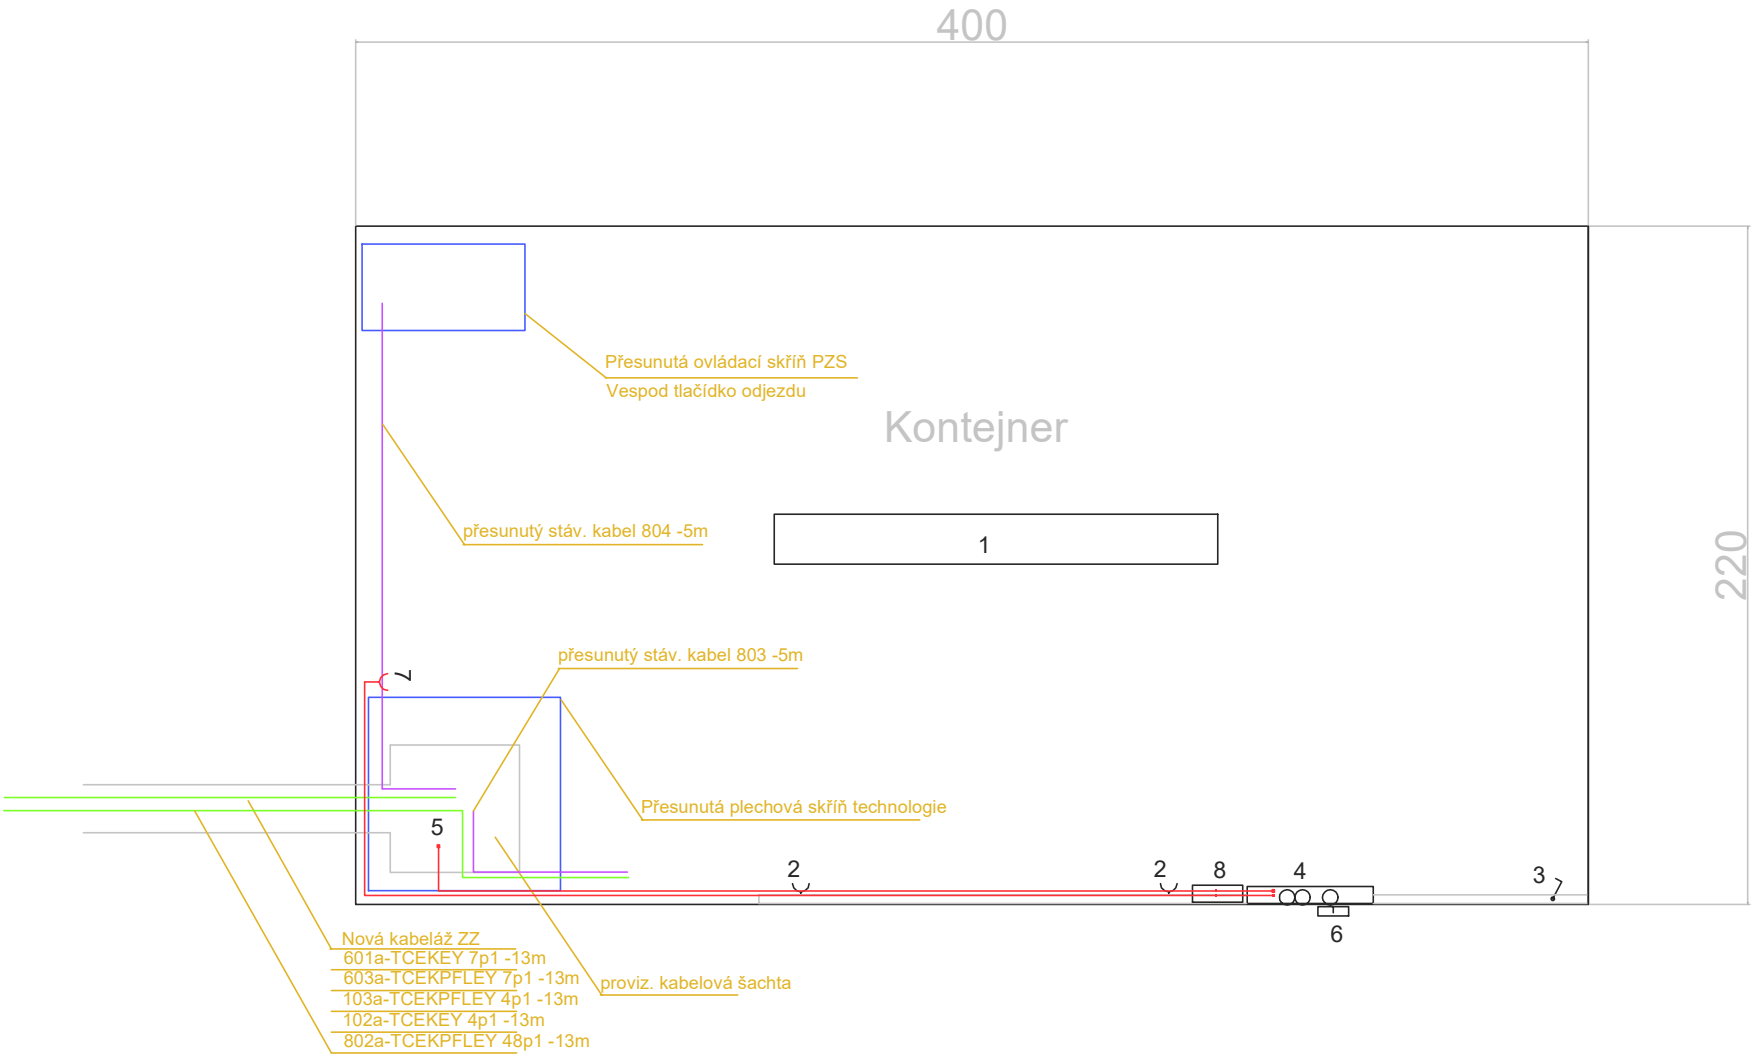 400
Přesunutá ovládací skříň PZS
Vespod tlačídko odjezdu
Kontejner
přesunutý stáv. kabel 804 -5m
1
220
přesunutý stáv. kabel 803 -5m
7
Přesunutá plechová skříň technologie
5
2
2
8
4
3
6
Nová kabeláž ZZ
601a-TCEKEY 7p1 -13m
603a-TCEKPFLEY 7p1 -13m
103a-TCEKPFLEY 4p1 -13m
102a-TCEKEY 4p1 -13m
802a-TCEKPFLEY 48p1 -13m
proviz. kabelová šachta